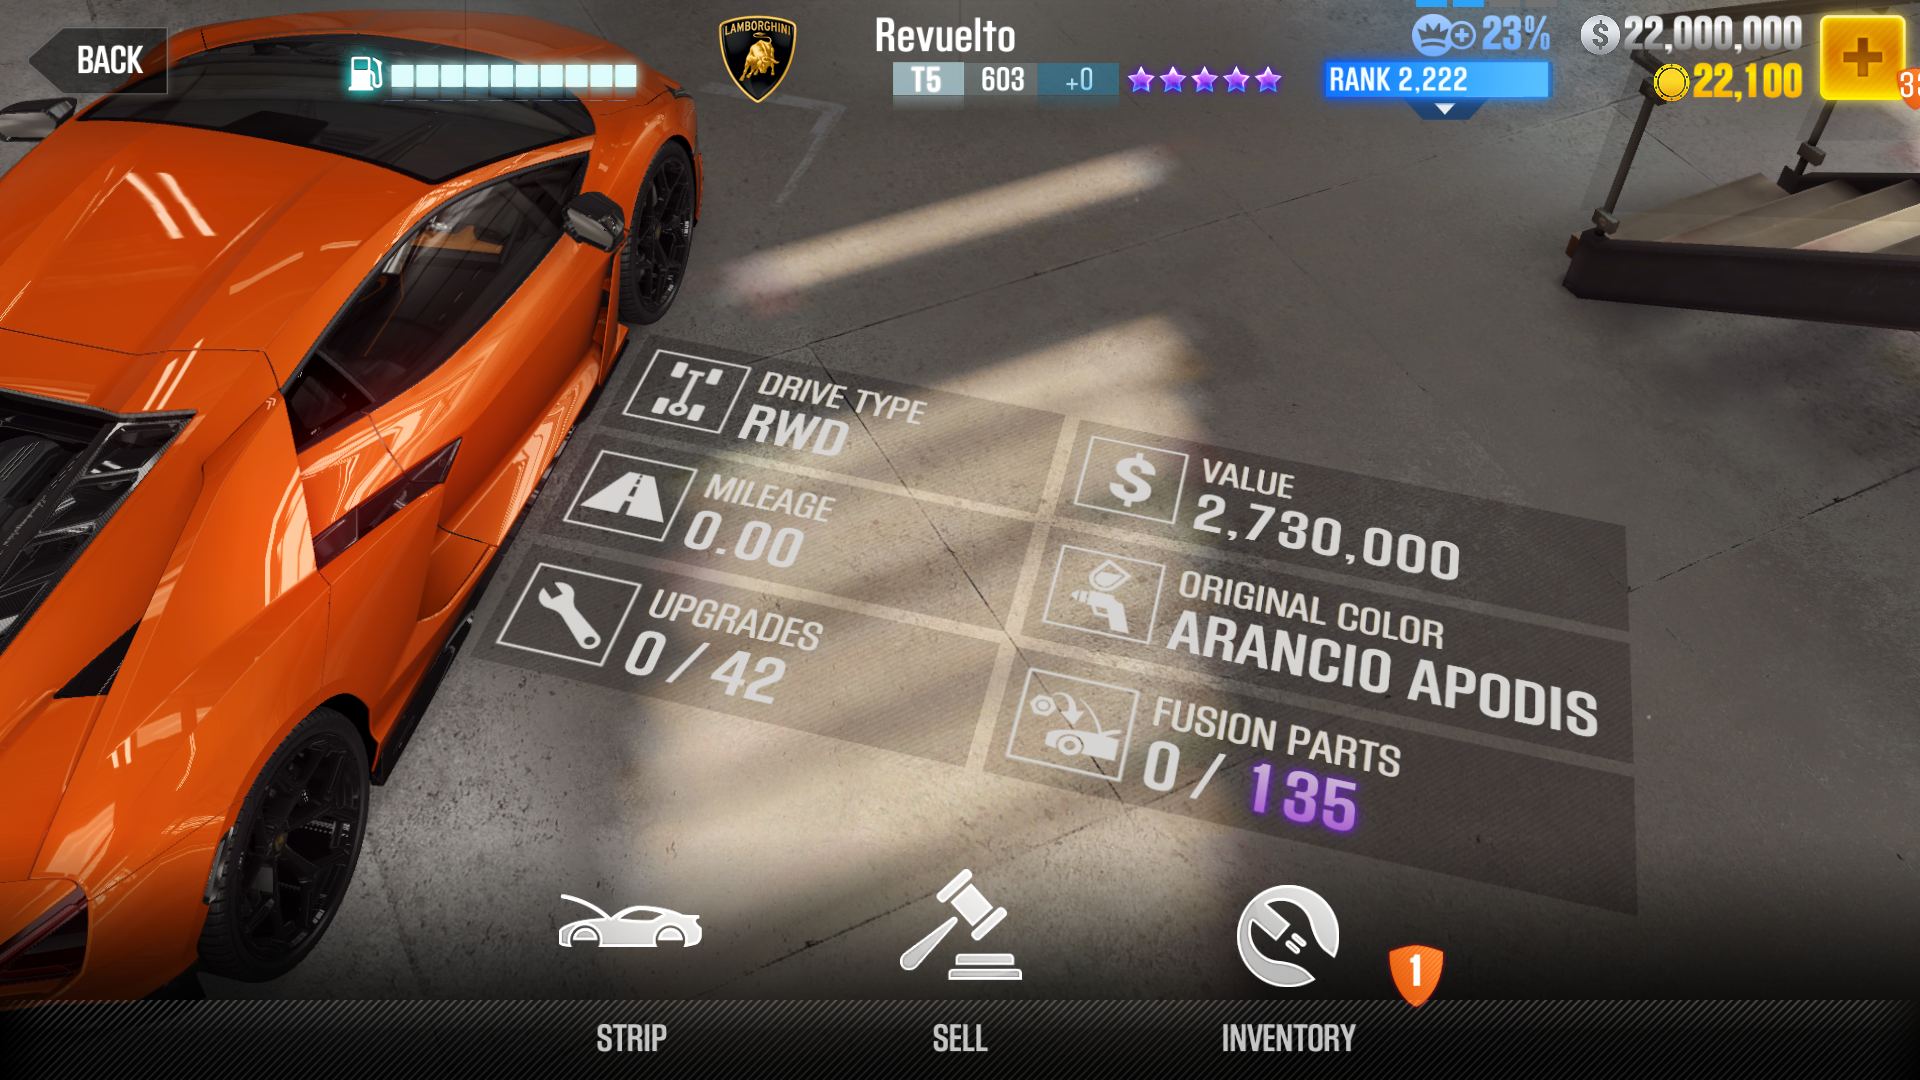 BACK
LAMBORGHINI
Revuelto
T5 603 +0
23%
RANK 2,222
$ 22,000,000
22,100
DRIVE TYPE
RWD
MILEAGE
0.00
UPGRADES
0 / 42
$ VALUE
2,730,000
ORIGINAL COLOR
ARANCIO APODIS
FUSION PARTS
0 / 135
1
STRIP
SELL
INVENTORY